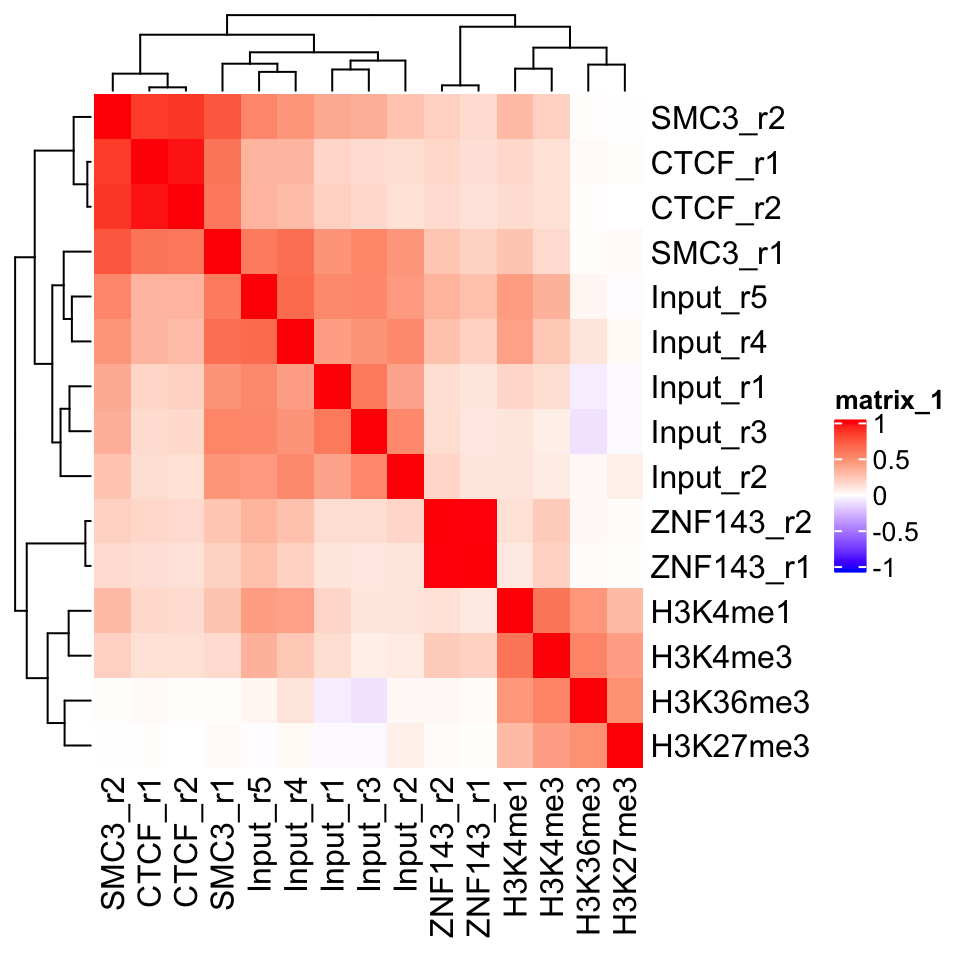 SMC3_r2
CTCF_r1
CTCF_r2
SMC3_r1
Input_r5
Input_r4
Input_r1
Input_r3
Input_r2
ZNF143_r2
ZNF143_r1
H3K4me1
H3K4me3
H3K36me3
H3K27me3
matrix_1
1
0.5
0
-0.5
-1
SMC3_r2
CTCF_r1
CTCF_r2
SMC3_r1
Input_r5
Input_r4
Input_r1
Input_r3
Input_r2
ZNF143_r2
ZNF143_r1
H3K4me1
H3K4me3
H3K36me3
H3K27me3